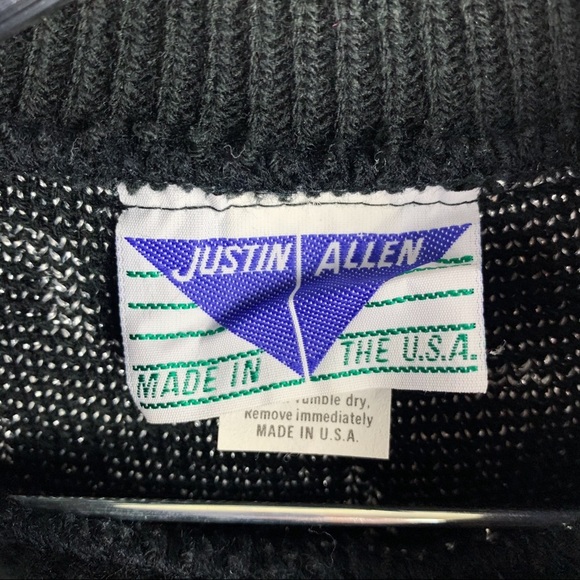 JUSTIN ALLEN
MADE IN THE U.S.A.
Tumble dry,
Remove immediately
MADE IN U.S.A.